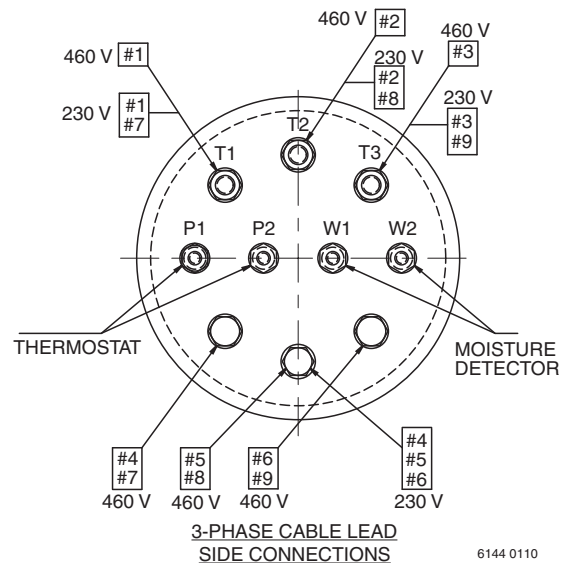 460 V #2
460 V #1
460 V
#3
230 V
#2
#8
230 V
#1
#7
230 V
#3
#9
T2
T1
T3
P1
P2
W1
W2
THERMOSTAT
MOISTURE
DETECTOR
#4
#7
460 V
#5
#8
460 V
#6
#9
460 V
#4
#5
#6
230 V
3-PHASE CABLE LEAD
SIDE CONNECTIONS
6144 0110